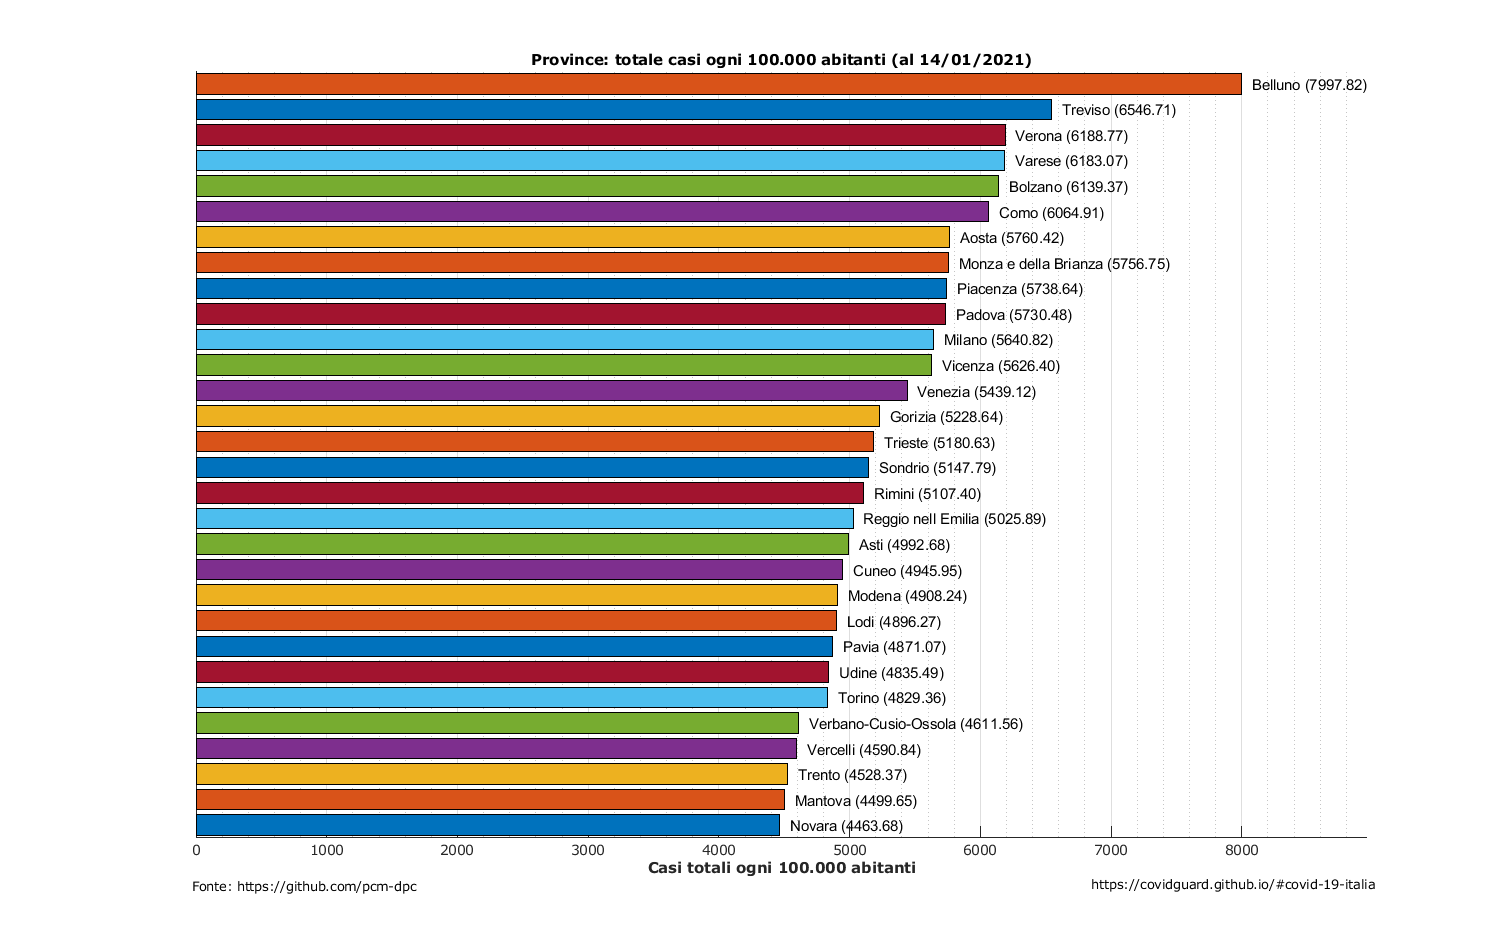 Province: totale casi ogni 100.000 abitanti (al 14/01/2021)
Belluno (7997.82)
Treviso (6546.71)
Verona (6188.77)
Varese (6183.07)
Bolzano (6139.37)
Como (6064.91)
Aosta (5760.42)
Monza e della Brianza (5756.75)
Piacenza (5738.64)
Padova (5730.48)
Milano (5640.82)
Vicenza (5626.40)
Venezia (5439.12)
Gorizia (5228.64)
Trieste (5180.63)
Sondrio (5147.79)
Rimini (5107.40)
Reggio nell Emilia (5025.89)
Asti (4992.68)
Cuneo (4945.95)
Modena (4908.24)
Lodi (4896.27)
Pavia (4871.07)
Udine (4835.49)
Torino (4829.36)
Verbano-Cusio-Ossola (4611.56)
Vercelli (4590.84)
Trento (4528.37)
Mantova (4499.65)
Novara (4463.68)
0 1000 2000 3000 4000 5000 6000 7000 8000
Casi totali ogni 100.000 abitanti
Fonte: https://github.com/pcm-dpc
https://covidguard.github.io/#covid-19-italia